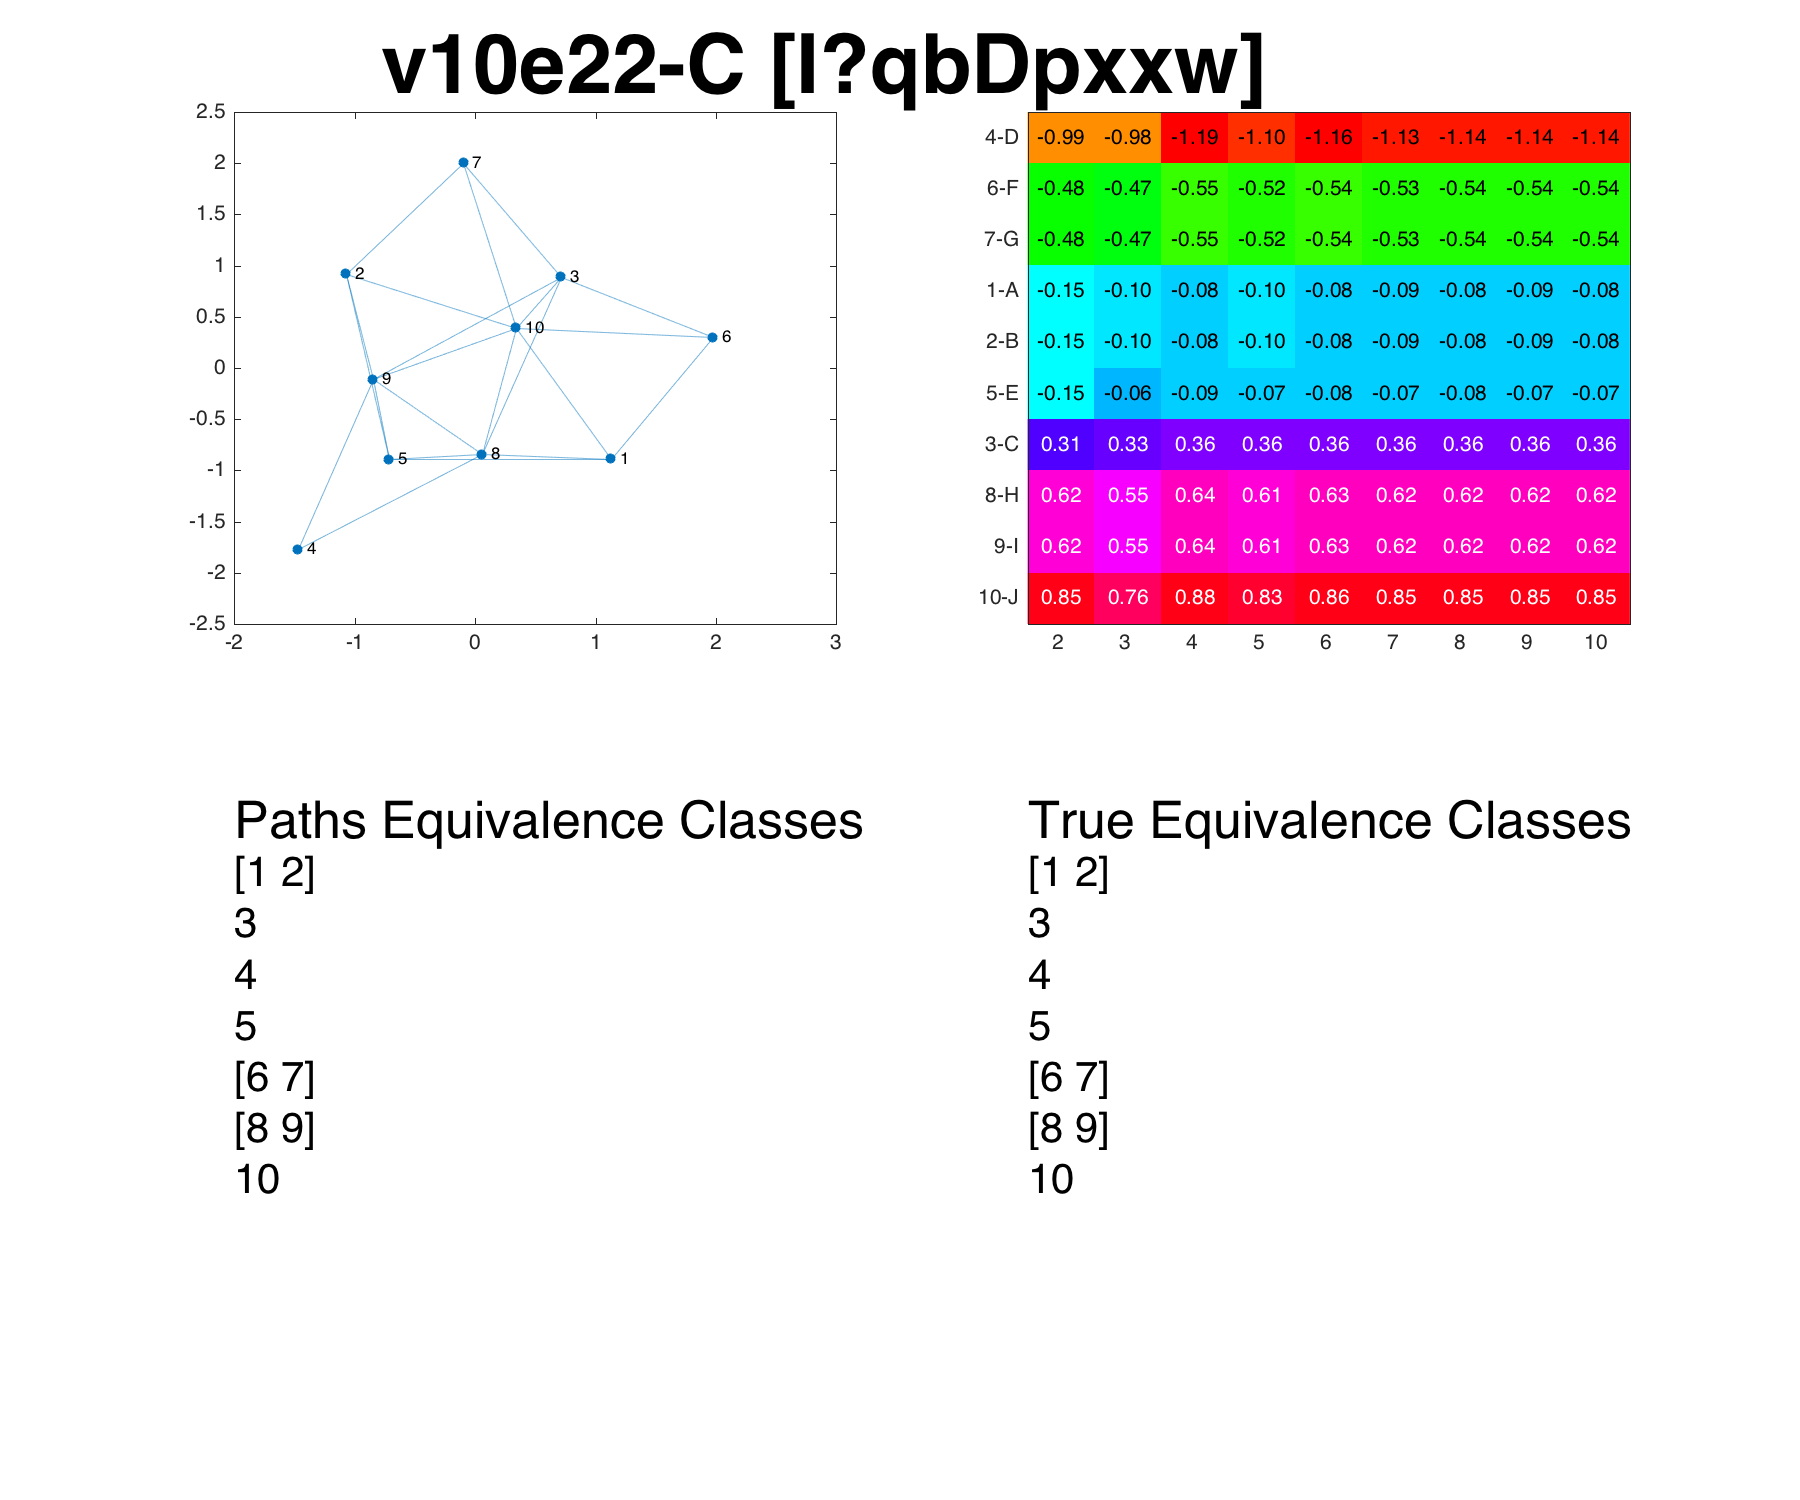 v10e22-C [I?qbDpxxw]
2.5
2
1.5
1
0.5
0
-0.5
-1
-1.5
-2
-2.5
-2 -1 0 1 2 3
7
2
3
10
6
9
5
8
1
4
4-D -0.99 -0.98 -1.19 -1.10 -1.16 -1.13 -1.14 -1.14 -1.14
6-F -0.48 -0.47 -0.55 -0.52 -0.54 -0.53 -0.54 -0.54 -0.54
7-G -0.48 -0.47 -0.55 -0.52 -0.54 -0.53 -0.54 -0.54 -0.54
1-A -0.15 -0.10 -0.08 -0.10 -0.08 -0.09 -0.08 -0.09 -0.08
2-B -0.15 -0.10 -0.08 -0.10 -0.08 -0.09 -0.08 -0.09 -0.08
5-E -0.15 -0.06 -0.09 -0.07 -0.08 -0.07 -0.08 -0.07 -0.07
3-C 0.31 0.33 0.36 0.36 0.36 0.36 0.36 0.36 0.36
8-H 0.62 0.55 0.64 0.61 0.63 0.62 0.62 0.62 0.62
9-I 0.62 0.55 0.64 0.61 0.63 0.62 0.62 0.62 0.62
10-J 0.85 0.76 0.88 0.83 0.86 0.85 0.85 0.85 0.85
2 3 4 5 6 7 8 9 10
Paths Equivalence Classes
[1 2]
3
4
5
[6 7]
[8 9]
10
True Equivalence Classes
[1 2]
3
4
5
[6 7]
[8 9]
10